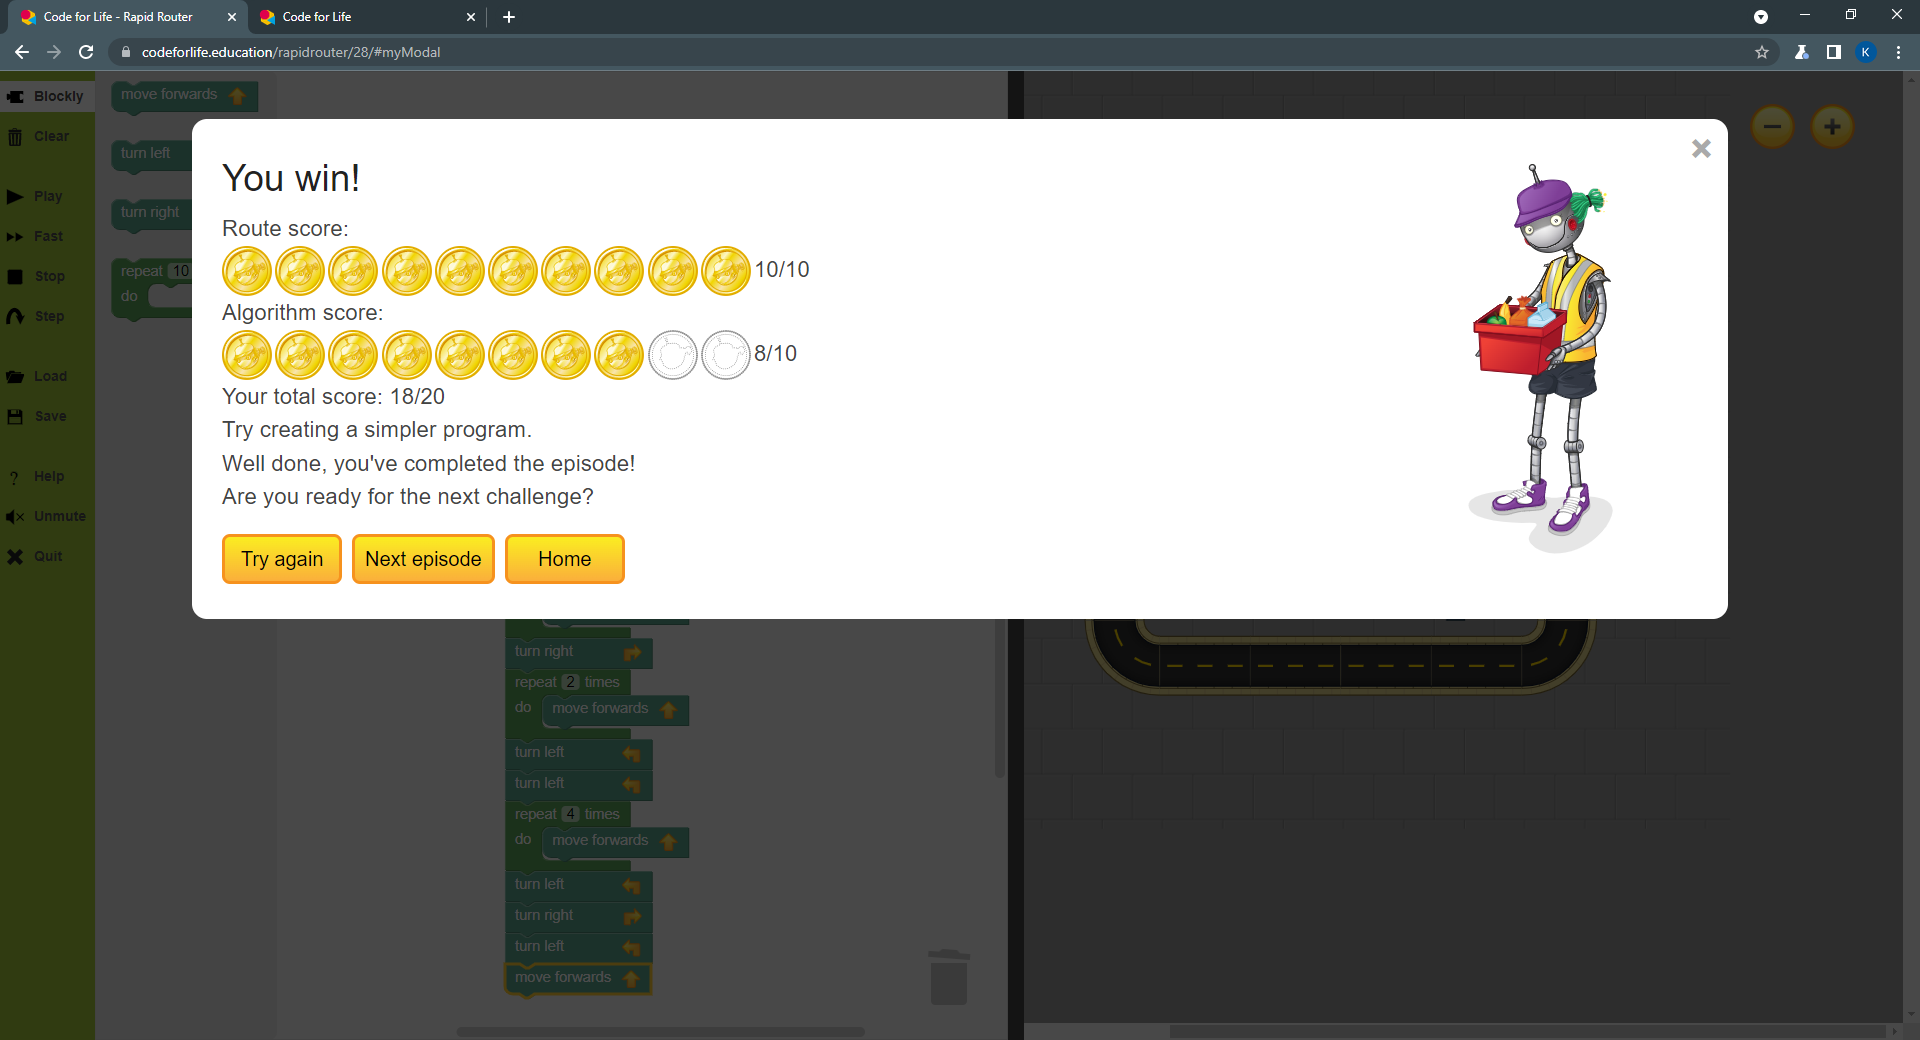 Code for Life - Rapid Router
Code for Life
codeforlife.education/rapidrouter/28/#myModal
K
Blockly
Clear
Play
Fast
Stop
Step
Load
Save
Help
Unmute
Quit
move forwards
turn left
turn right
repeat 10
do
You win!
Route score:
10/10
Algorithm score:
8/10
Your total score: 18/20
Try creating a simpler program.
Well done, you've completed the episode!
Are you ready for the next challenge?
Try again
Next episode
Home
turn right
repeat 2 times
do move forwards
turn left
turn left
repeat 4 times
do move forwards
turn left
turn right
turn left
move forwards